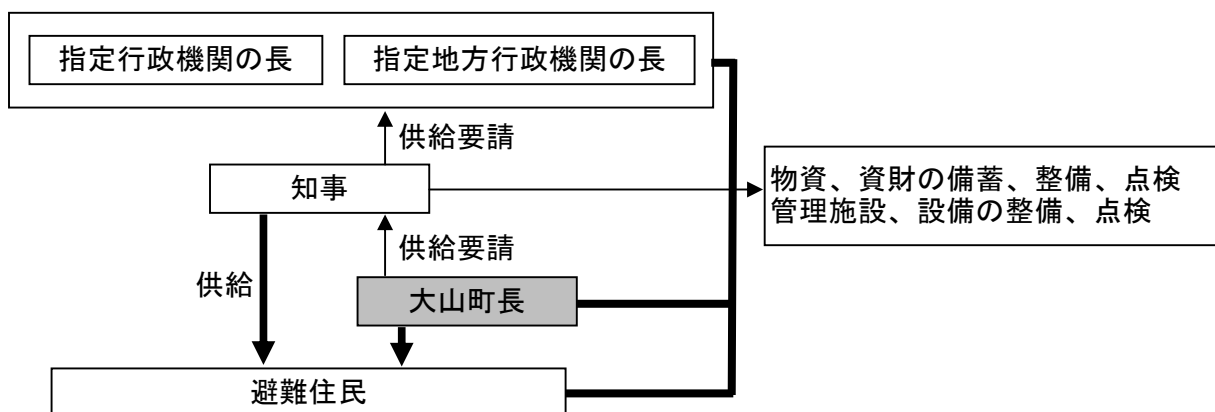 指定行政機関の長
指定地方行政機関の長
供給要請
知事
物資、資財の備蓄、整備、点検
管理施設、設備の整備、点検
供給要請
供給
大山町長
避難住民